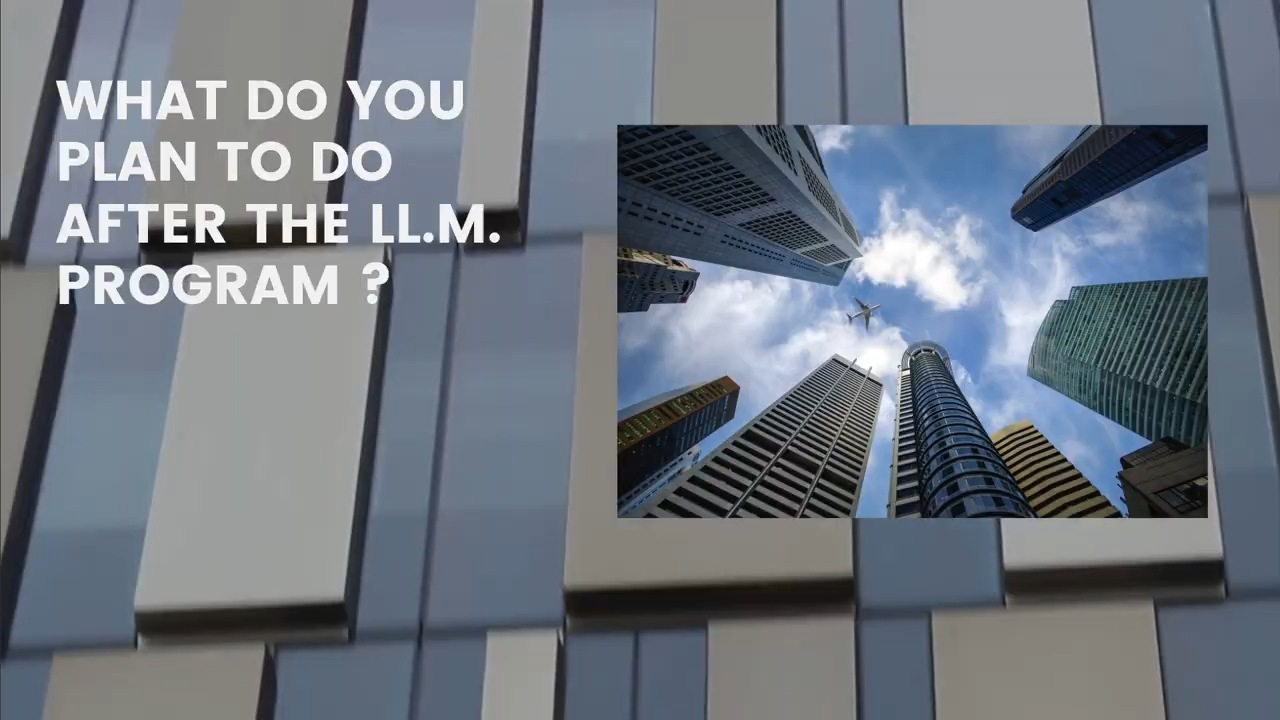 WHAT DO YOU
PLAN TO DO
AFTER THE LL.M.
PROGRAM ?